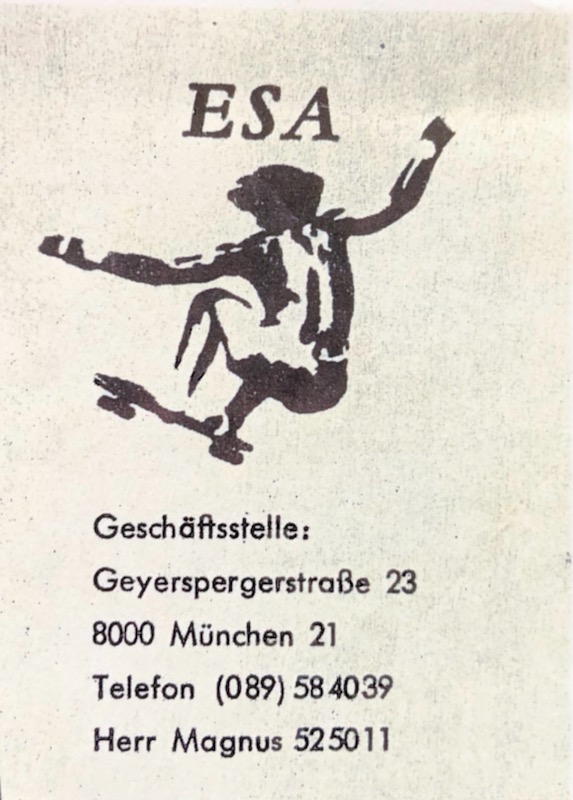 ESA
Geschäftsstelle:
Geyerspergerstraße 23
8000 München 21
Telefon (089) 584039
Herr Magnus 525011